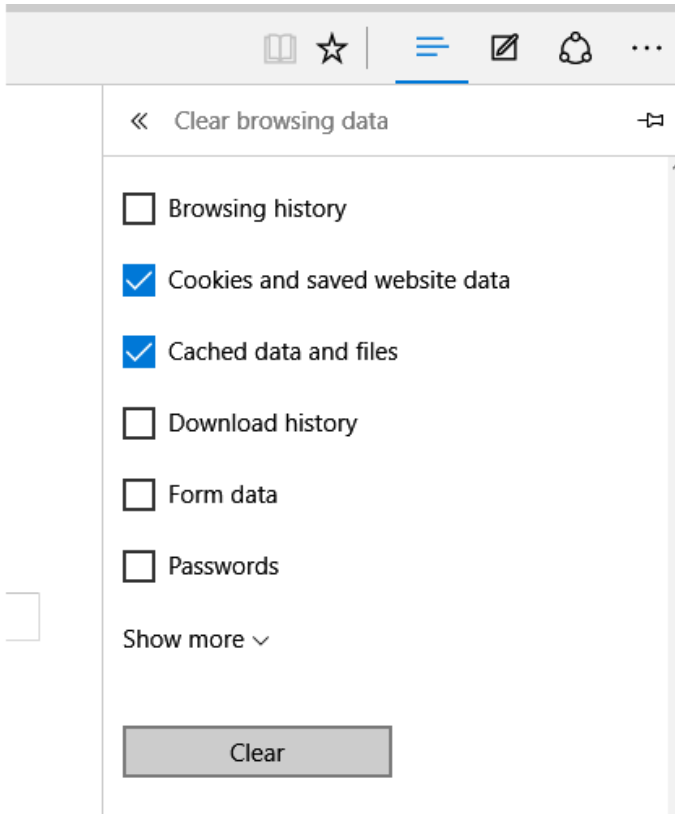 Clear browsing data
Browsing history
Cookies and saved website data
Cached data and files
Download history
Form data
Passwords
Show more
Clear